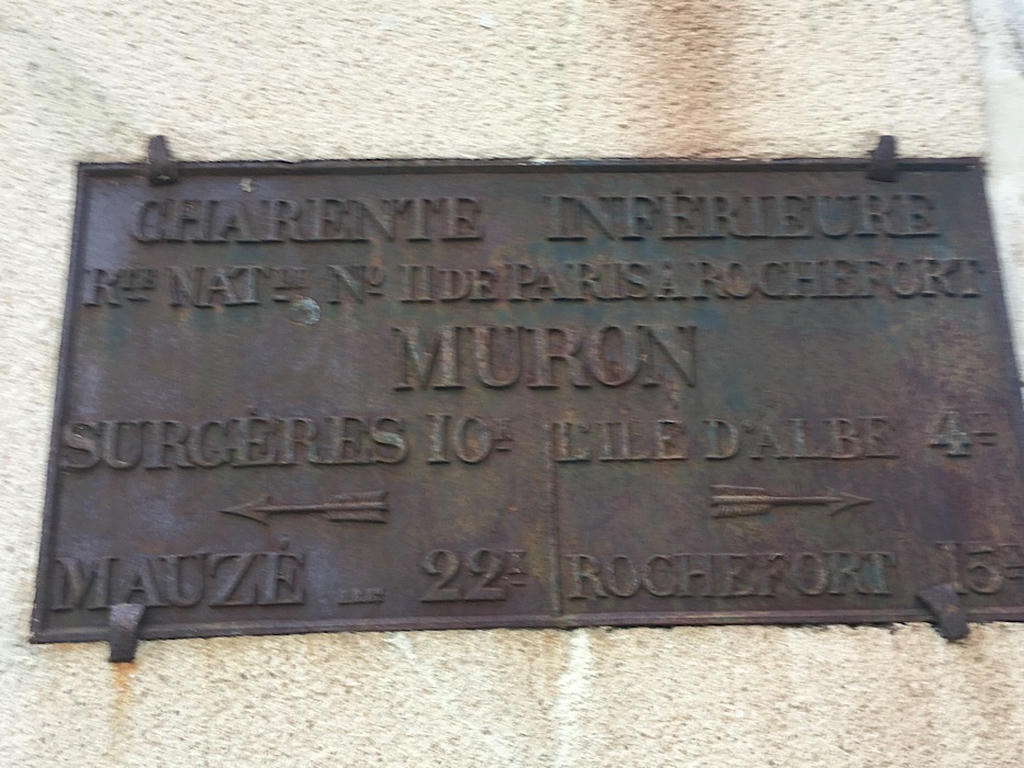 CHARENTE INFÉRIEURE
RTE NATLE NO 11 DE PARIS A ROCHEFORT
MURON
SURGÈRES 10K L'ILE D'ALBE 4K
MAUZÉ 22K ROCHEFORT 15K